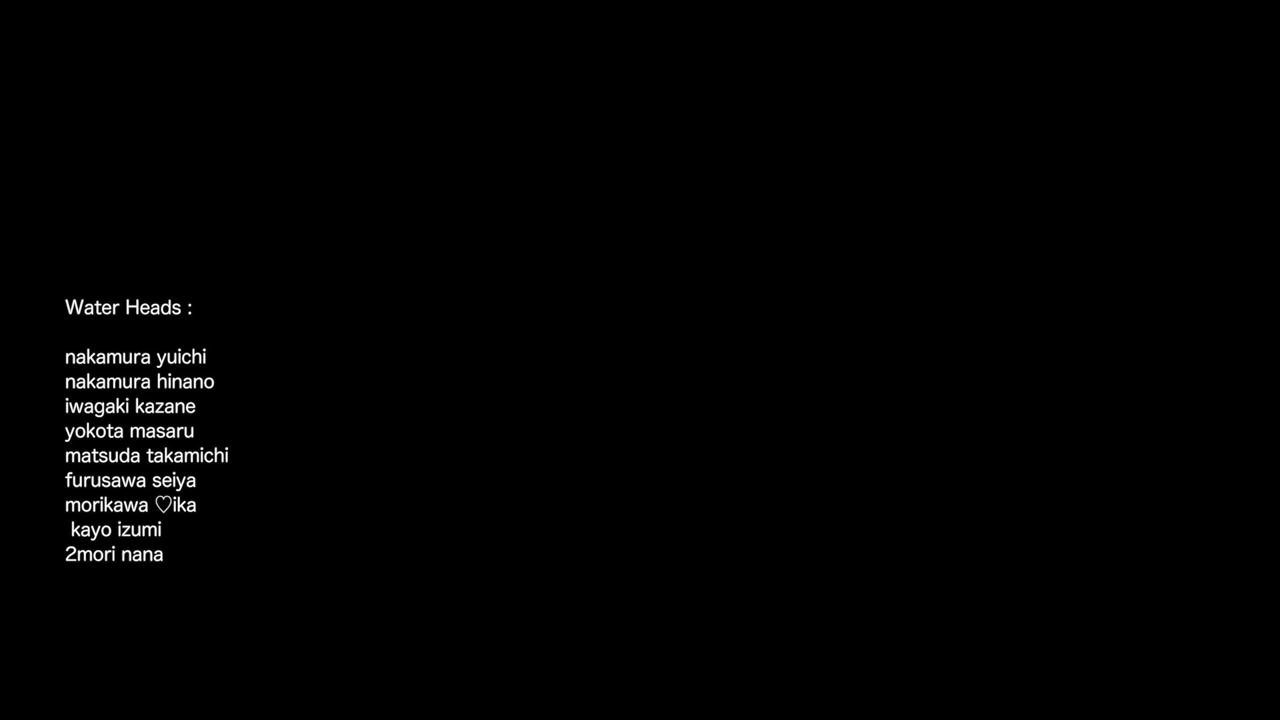 Water Heads :
nakamura yuichi
nakamura hinano
iwagaki kazane
yokota masaru
matsuda takamichi
furusawa seiya
morikawa ♡ika
kayo izumi
2mori nana